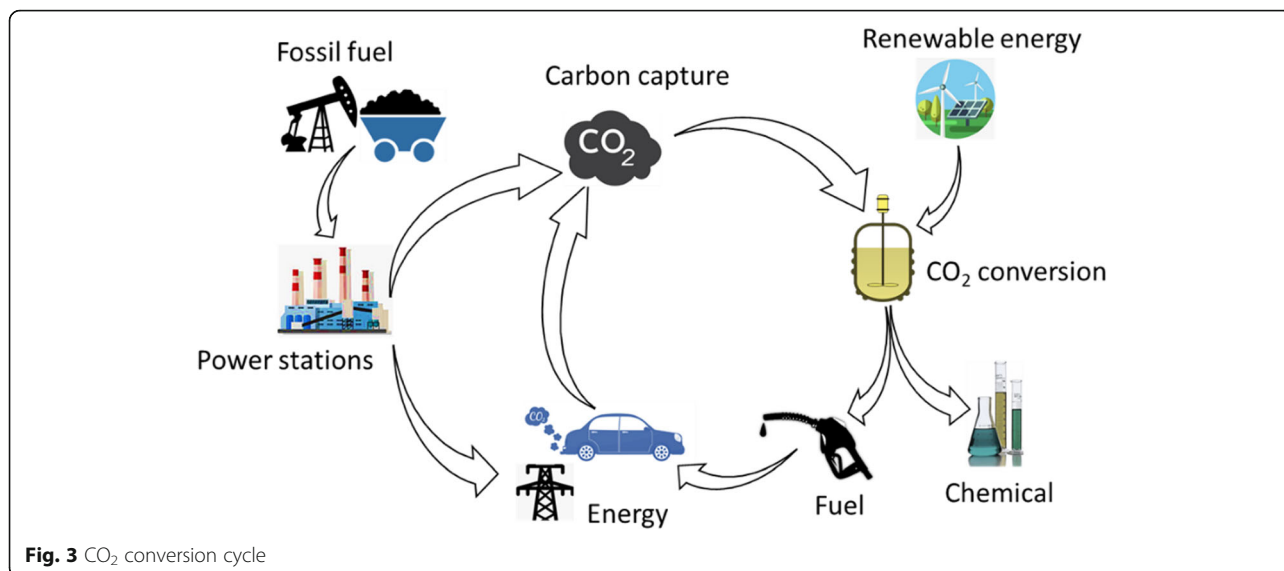 Fossil fuel
Carbon capture
Renewable energy
CO₂
CO₂ conversion
Power stations
CO₂
Energy
Fuel
Chemical
Fig. 3 CO₂ conversion cycle